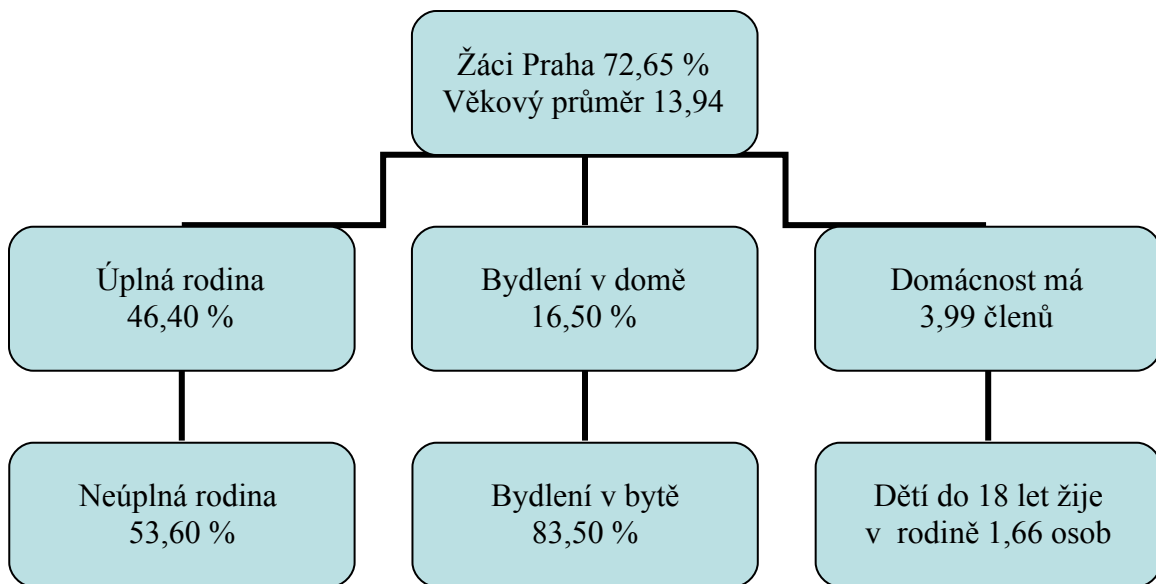 Žáci Praha 72,65 %
Věkový průměr 13,94
Úplná rodina
46,40 %
Bydlení v domě
16,50 %
Domácnost má
3,99 členů
Neúplná rodina
53,60 %
Bydlení v bytě
83,50 %
Dětí do 18 let žije
v rodině 1,66 osob